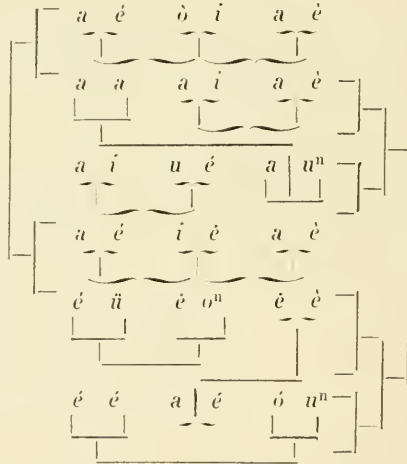 a é ò i a è
a a a i a è
a i u é a uⁿ
a é i ė a è
é ü ė oⁿ ė è
é é a é ó uⁿ